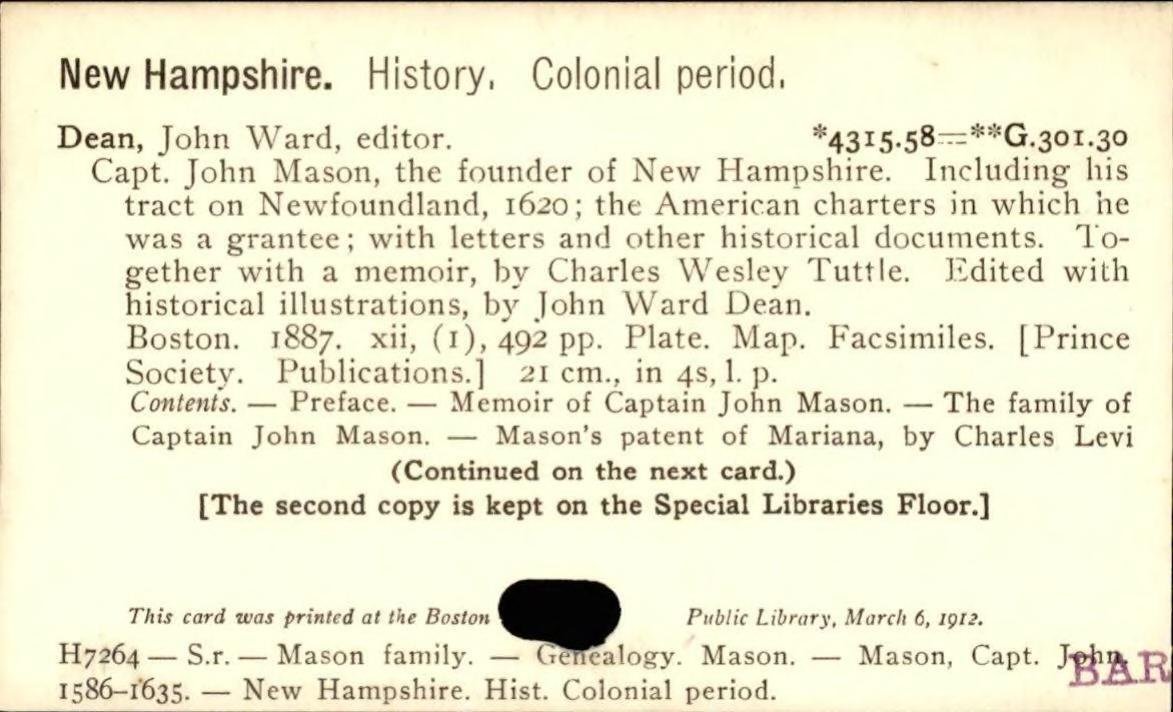 New Hampshire. History. Colonial period.
Dean, John Ward, editor. *4315.58=**G.301.30
Capt. John Mason, the founder of New Hampshire. Including his
tract on Newfoundland, 1620; the American charters in which he
was a grantee; with letters and other historical documents. To-
gether with a memoir, by Charles Wesley Tuttle. Edited with
historical illustrations, by John Ward Dean.
Boston. 1887. xii, (1), 492 pp. Plate. Map. Facsimiles. [Prince
Society. Publications.] 21 cm., in 4s, l. p.
Contents. — Preface. — Memoir of Captain John Mason. — The family of
Captain John Mason. — Mason's patent of Mariana, by Charles Levi
(Continued on the next card.)
[The second copy is kept on the Special Libraries Floor.]
This card was printed at the Boston Public Library, March 6, 1912.
H7264 — S.r. — Mason family. — Genealogy. Mason. — Mason, Capt. John.
1586–1635. — New Hampshire. Hist. Colonial period.
BAR